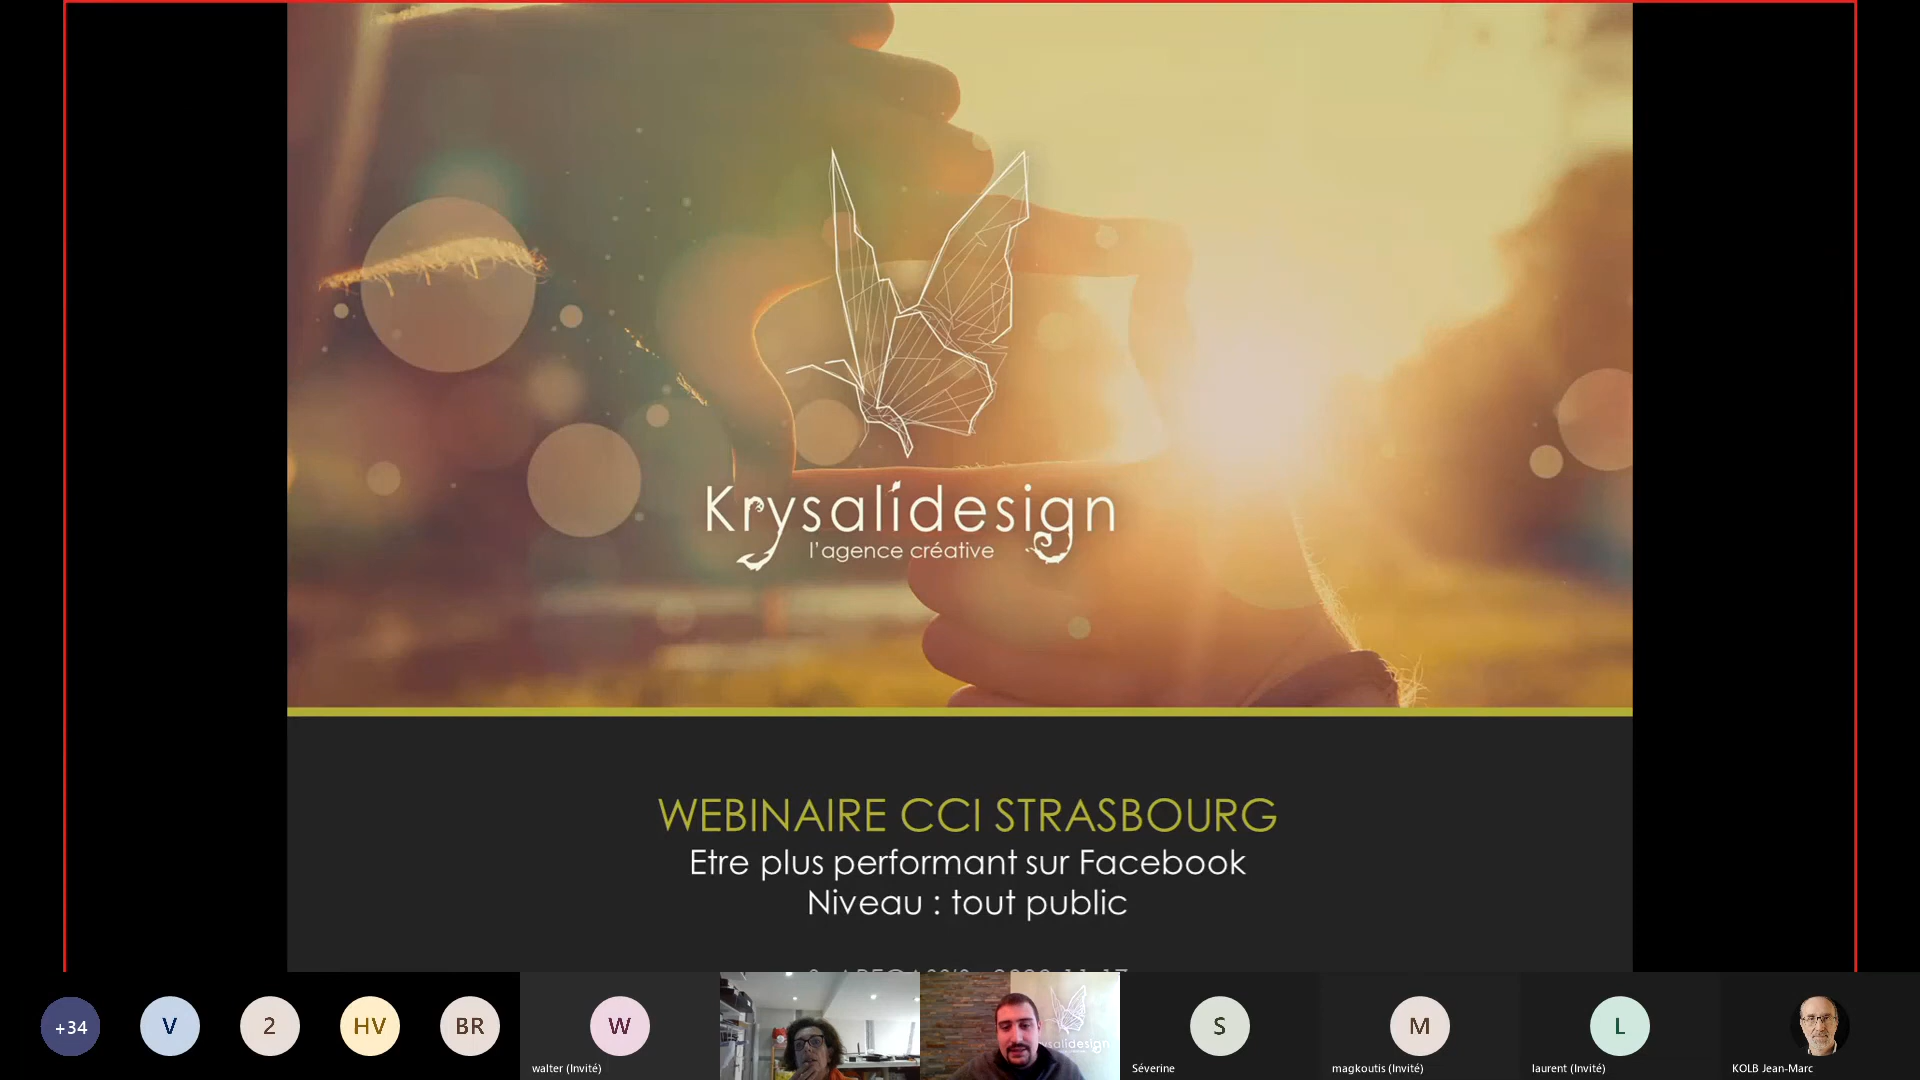 Krysalidesign
l'agence créative
WEBINAIRE CCI STRASBOURG
Etre plus performant sur Facebook
Niveau : tout public
+34
V
2
HV
BR
W
walter (Invité)
S
Séverine
M
magkoutis (Invité)
L
laurent (Invité)
KOLB Jean-Marc